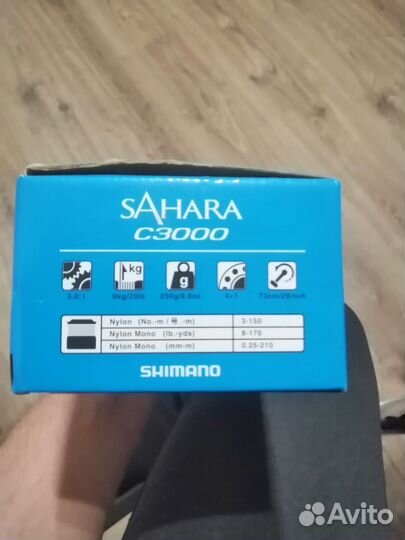 SAHARA
C3000
kg
g
5.0:1
9kg/20lb
250g/8.8oz
4+1
73cm/29inch
Nylon (No.-m / 号.-m) 3-150
Nylon Mono (lb.-yds) 8-170
Nylon Mono (mm-m) 0.25-210
SHIMANO
Avito